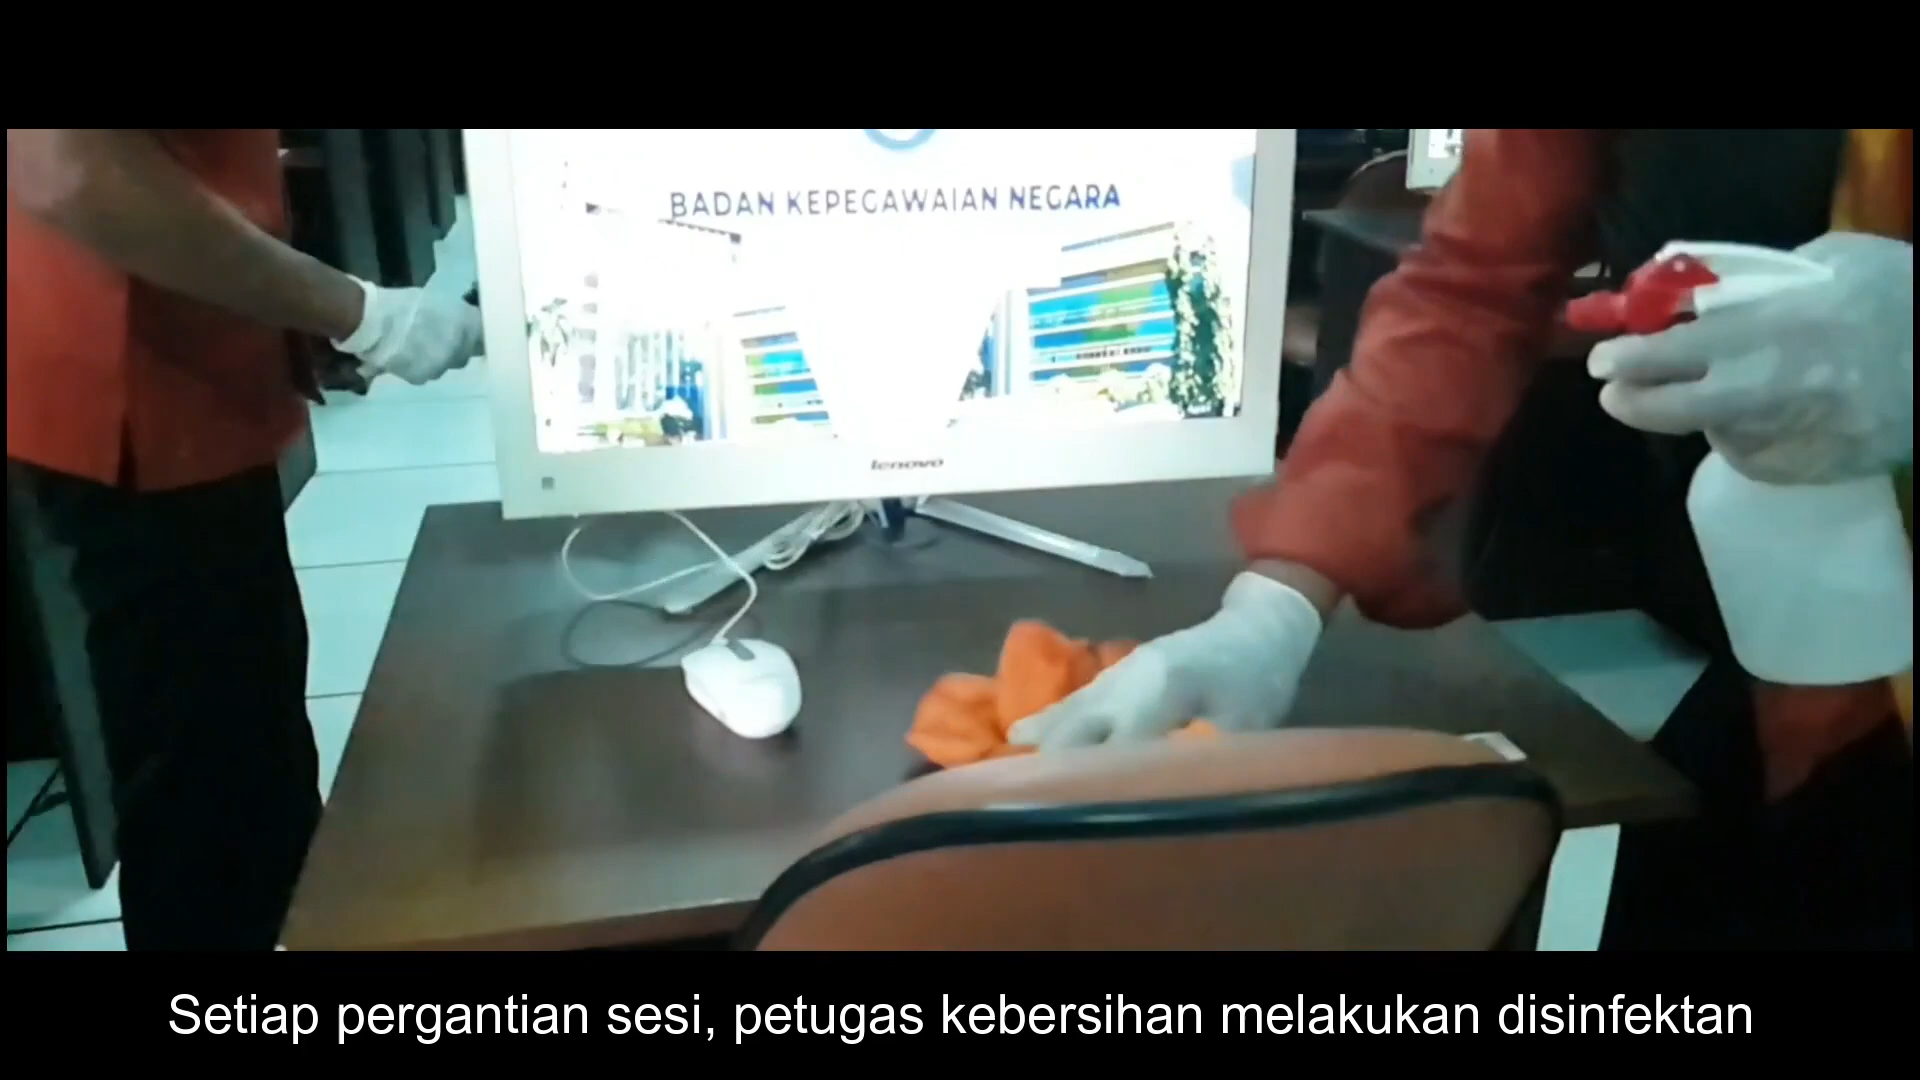 BADAN KEPEGAWAIAN NEGARA
lenovo
Setiap pergantian sesi, petugas kebersihan melakukan disinfektan